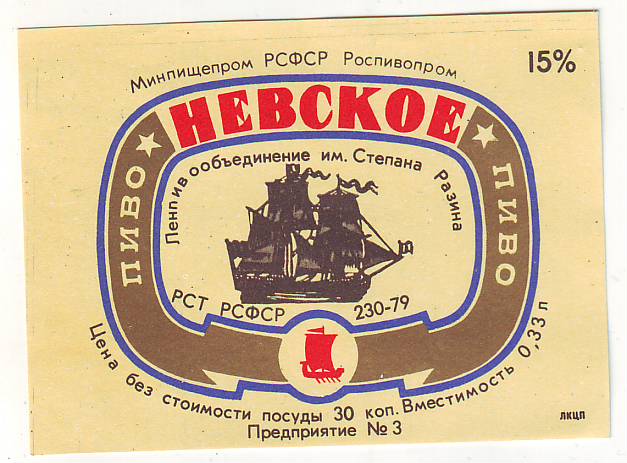 Минпищепром РСФСР Роспивопром
15%
НЕВСКОЕ
ПИВО
ПИВО
Ленпивообъединение им. Степана Разина
РСТ РСФСР 230-79
Цена без стоимости посуды 30 коп. Вместимость 0,33 л
Предприятие № 3
ЛКЦП